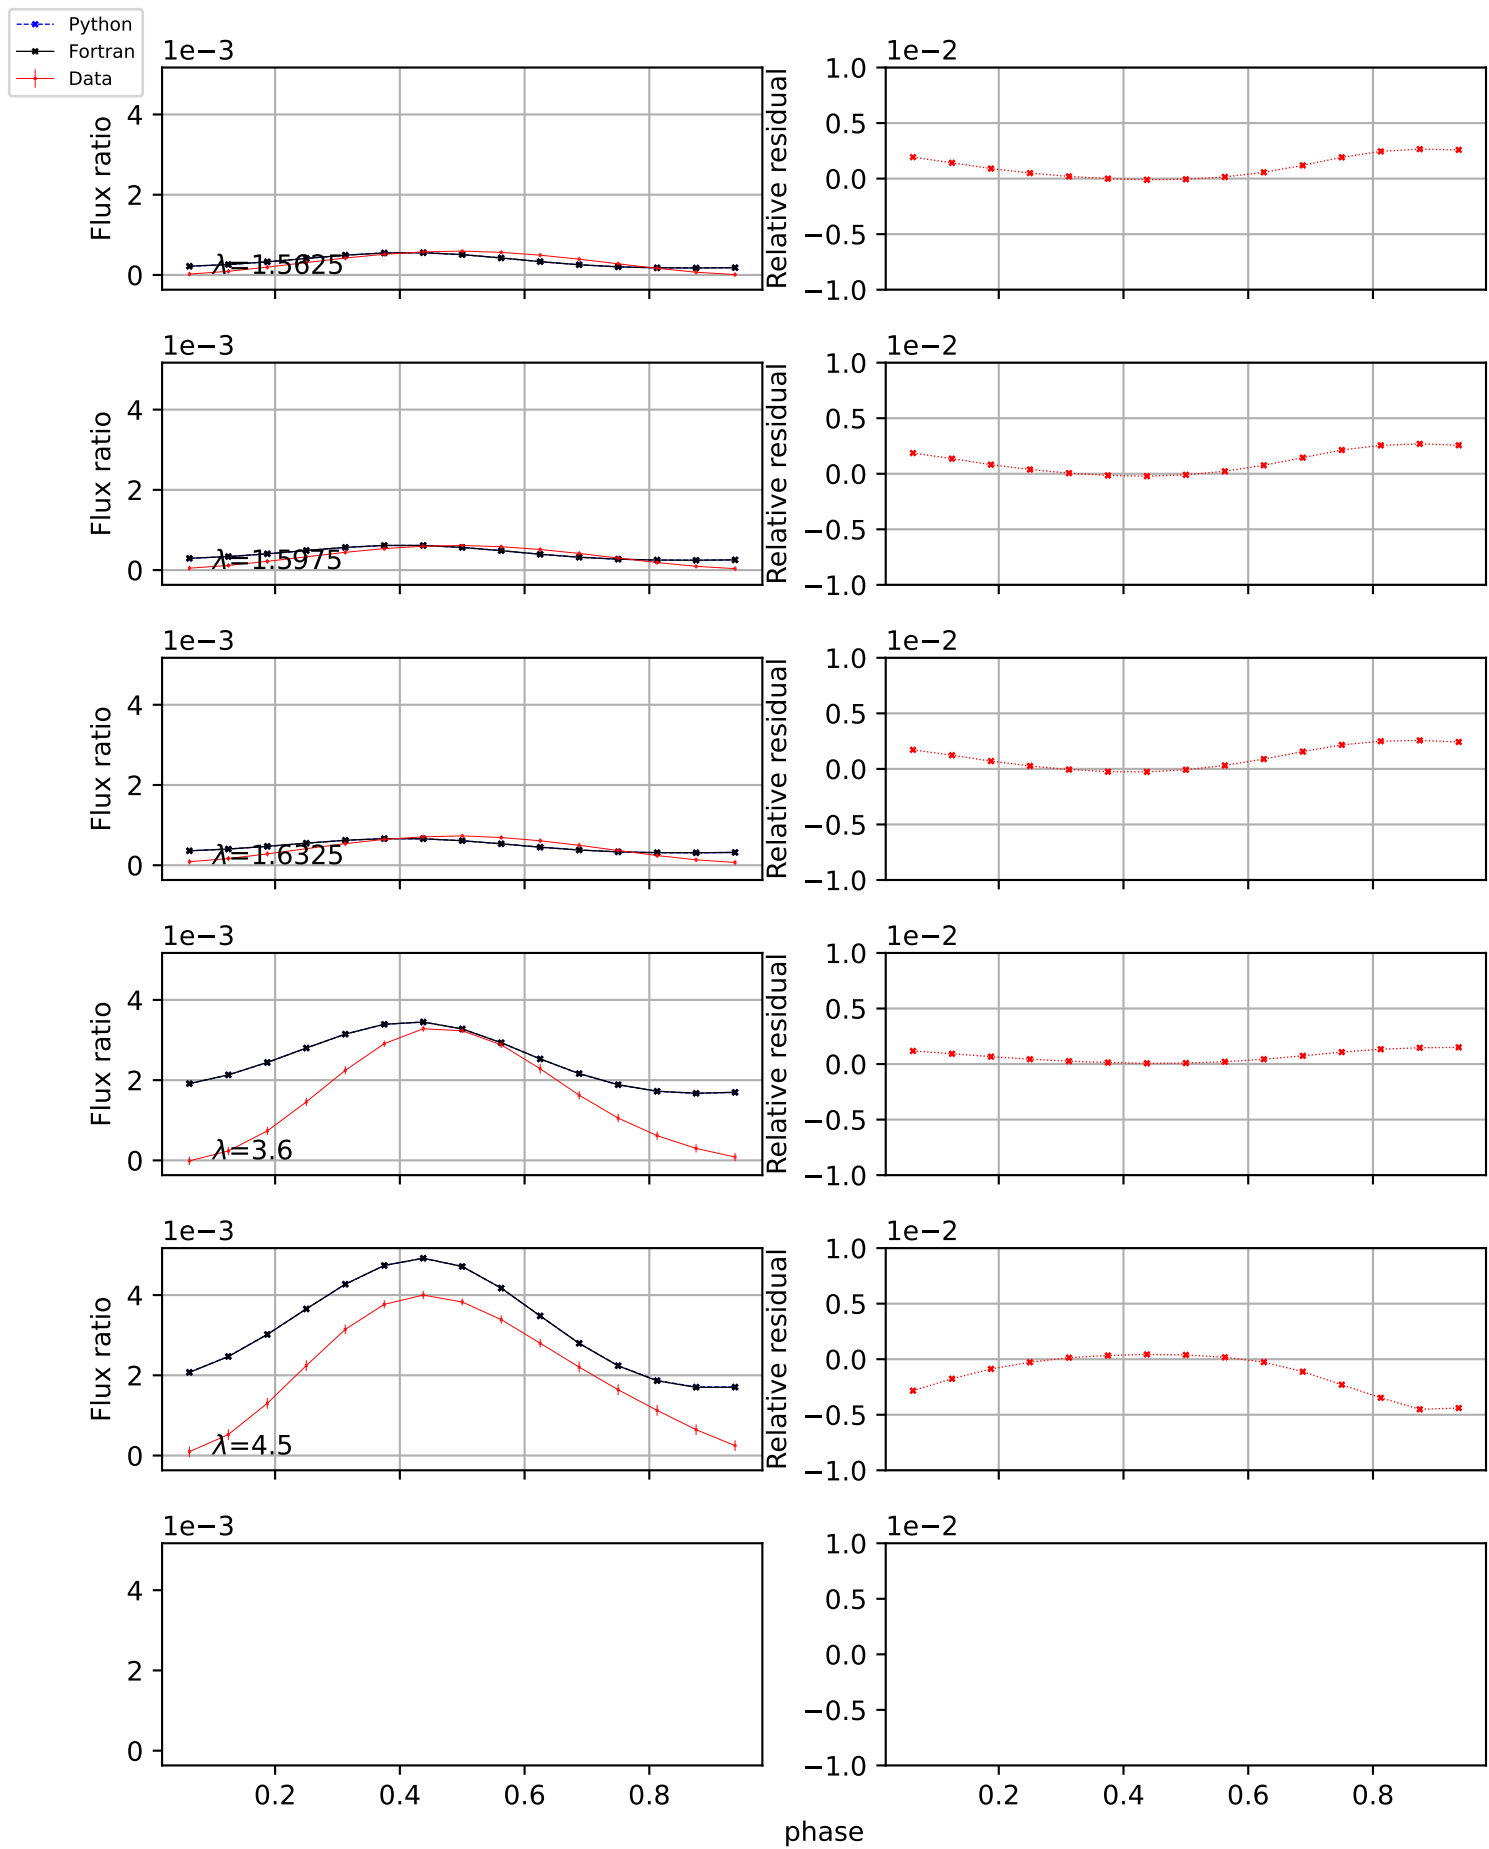 Python
Fortran
Data
1e−3
4
2
0
Flux ratio
λ=1.5625
1e−2
1.0
0.5
0.0
−0.5
−1.0
Relative residual
1e−3
4
2
0
Flux ratio
λ=1.5975
1e−2
1.0
0.5
0.0
−0.5
−1.0
Relative residual
1e−3
4
2
0
Flux ratio
λ=1.6325
1e−2
1.0
0.5
0.0
−0.5
−1.0
Relative residual
1e−3
4
2
0
Flux ratio
λ=3.6
1e−2
1.0
0.5
0.0
−0.5
−1.0
Relative residual
1e−3
4
2
0
Flux ratio
λ=4.5
1e−2
1.0
0.5
0.0
−0.5
−1.0
Relative residual
1e−3
4
2
0
0.2 0.4 0.6 0.8
1e−2
1.0
0.5
0.0
−0.5
−1.0
0.2 0.4 0.6 0.8
phase